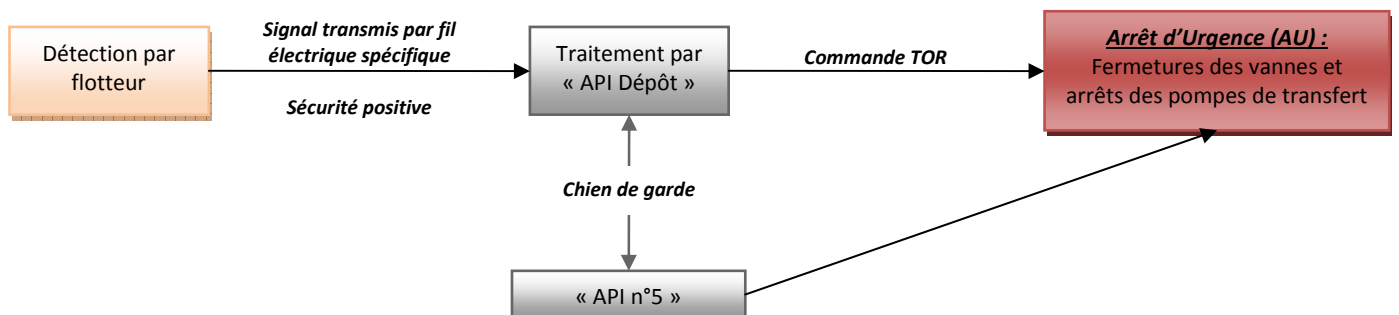 Détection par
flotteur
Signal transmis par fil
électrique spécifique
Sécurité positive
Traitement par
« API Dépôt »
Commande TOR
Arrêt d’Urgence (AU) :
Fermetures des vannes et
arrêts des pompes de transfert
Chien de garde
« API n°5 »